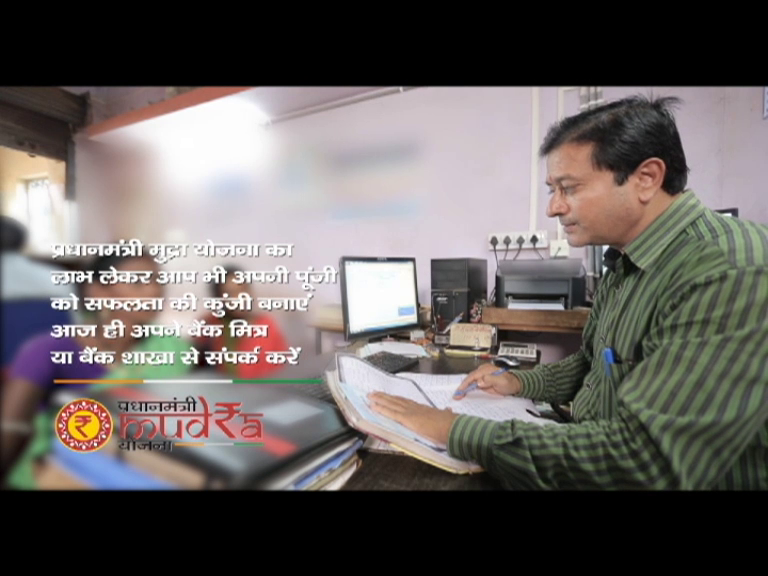 प्रधानमंत्री मुद्रा योजना का
लाभ लेकर आप भी अपनी पूंजी
को सफलता की कुंजी बनाएं
आज ही अपने बैंक मित्र
या बैंक शाखा से संपर्क करें
प्रधानमंत्री
mudRa
योजना